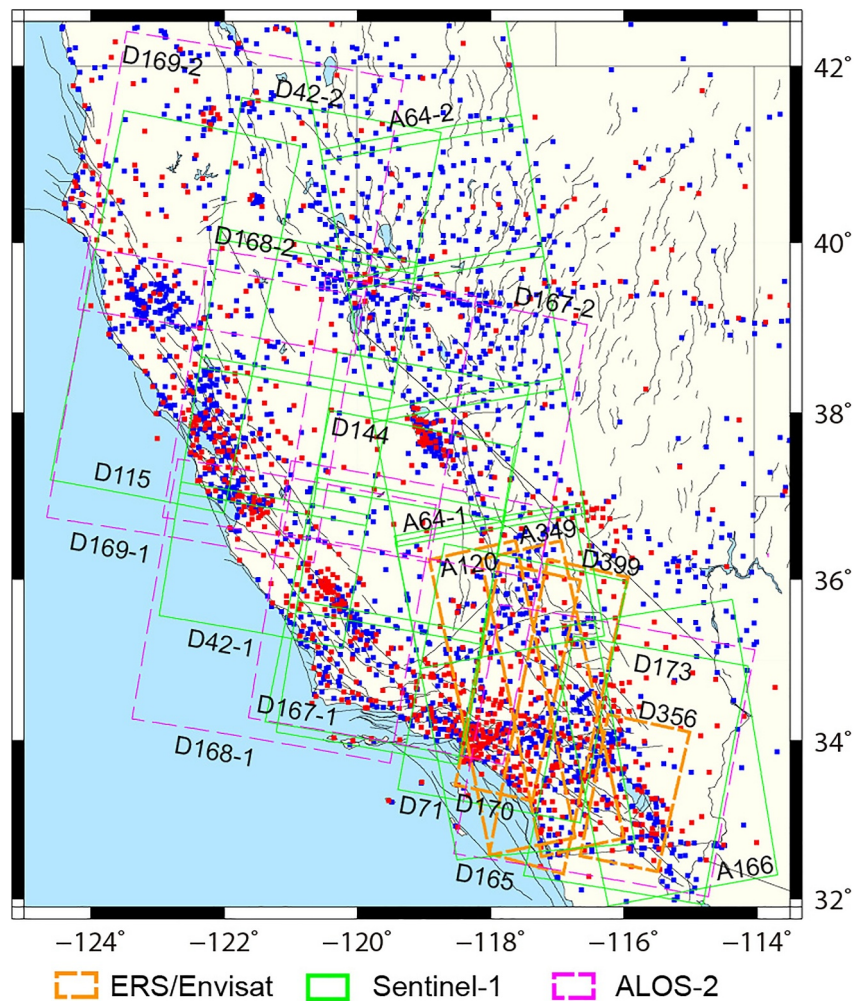 D169-2
42°
D42-2
A64-2
D168-2
40°
D167-2
38°
D144
D115
A64-1
A349
D169-1
A120
D399
36°
D42-1
D173
D167-1
D356
D168-1
34°
D71
D170
D165
A166
32°
−124
−122
−120
−118
−116
−114
ERS/Envisat
Sentinel-1
ALOS-2